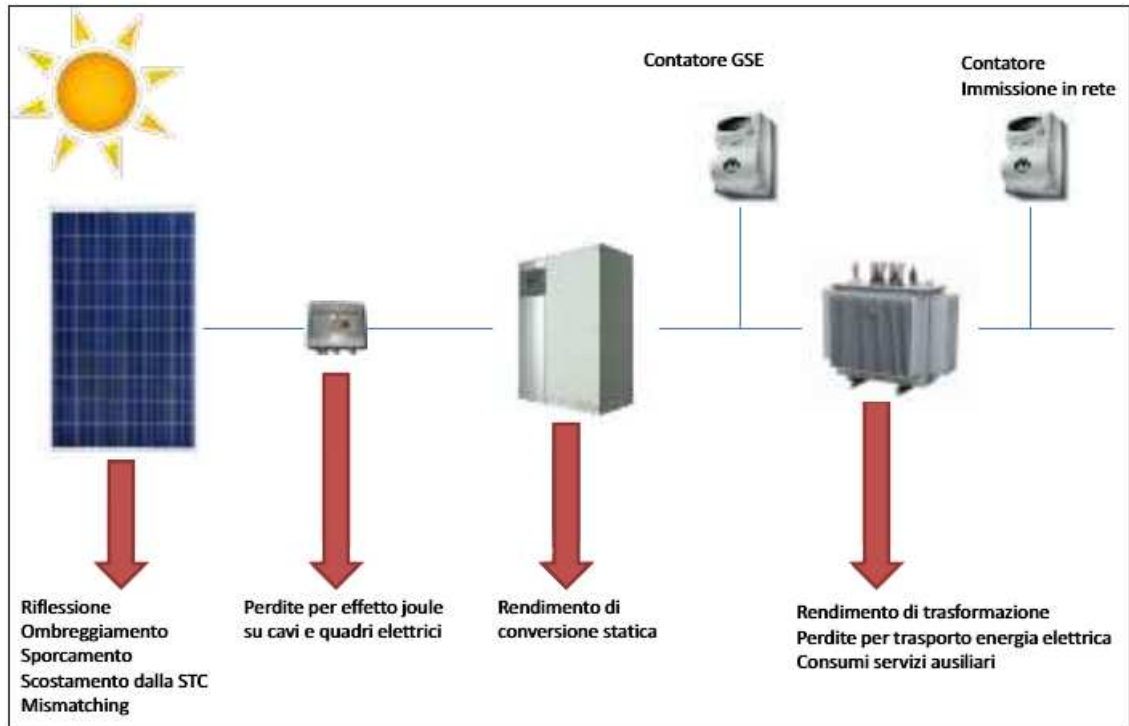 Contatore GSE
Contatore
Immissione in rete
Riflessione
Ombreggiamento
Sporcamento
Scostamento dalla STC
Mismatching
Perdite per effetto joule
su cavi e quadri elettrici
Rendimento di
conversione statica
Rendimento di trasformazione
Perdite per trasporto energia elettrica
Consumi servizi ausiliari